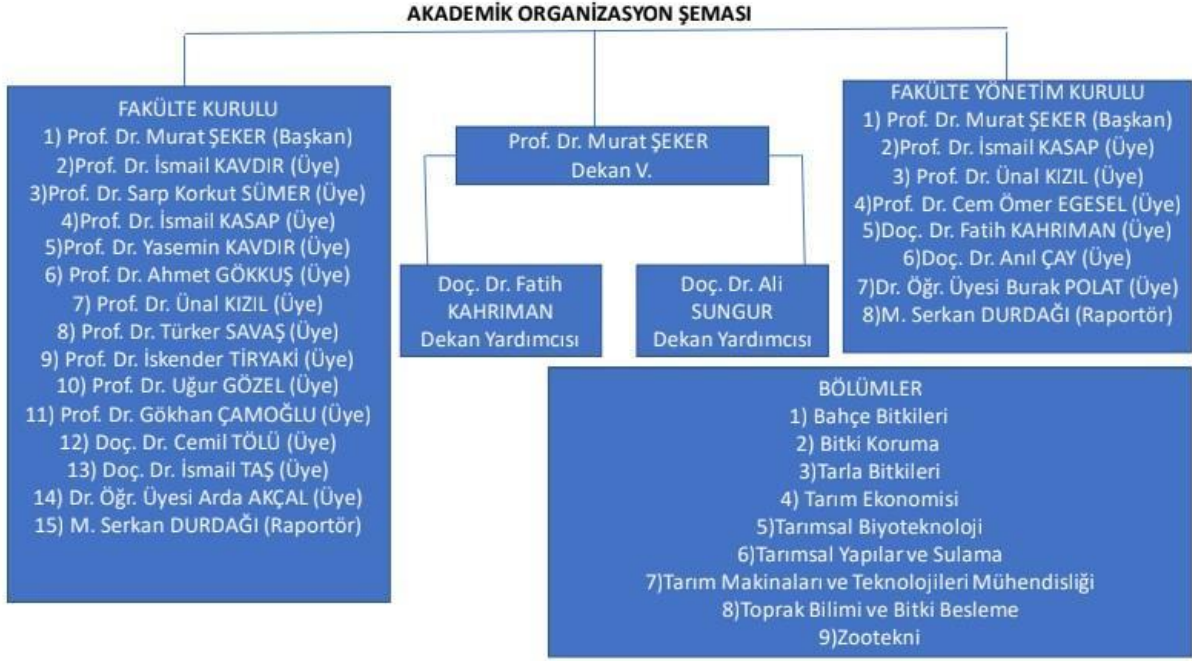 AKADEMİK ORGANİZASYON ŞEMASI
FAKÜLTE KURULU
1) Prof. Dr. Murat ŞEKER (Başkan)
2)Prof. Dr. İsmail KAVDIR (Üye)
3)Prof. Dr. Sarp Korkut SÜMER (Üye)
4)Prof. Dr. İsmail KASAP (Üye)
5)Prof. Dr. Yasemin KAVDIR (Üye)
6) Prof. Dr. Ahmet GÖKKUŞ (Üye)
7) Prof. Dr. Ünal KIZIL (Üye)
8) Prof. Dr. Türker SAVAŞ (Üye)
9) Prof. Dr. İskender TİRYAKİ (Üye)
10) Prof. Dr. Uğur GÖZEL (Üye)
11) Prof. Dr. Gökhan ÇAMOĞLU (Üye)
12) Doç. Dr. Cemil TÖLÜ (Üye)
13) Doç. Dr. İsmail TAŞ (Üye)
14) Dr. Öğr. Üyesi Arda AKÇAL (Üye)
15) M. Serkan DURDAĞI (Raportör)
Prof. Dr. Murat ŞEKER
Dekan V.
Doç. Dr. Fatih
KAHRIMAN
Dekan Yardımcısı
Doç. Dr. Ali
SUNGUR
Dekan Yardımcısı
FAKÜLTE YÖNETİM KURULU
1) Prof. Dr. Murat ŞEKER (Başkan)
2)Prof. Dr. İsmail KASAP (Üye)
3) Prof. Dr. Ünal KIZIL (Üye)
4)Prof. Dr. Cem Ömer EGESEL (Üye)
5)Doç. Dr. Fatih KAHRIMAN (Üye)
6)Doç. Dr. Anıl ÇAY (Üye)
7)Dr. Öğr. Üyesi Burak POLAT (Üye)
8)M. Serkan DURDAĞI (Raportör)
BÖLÜMLER
1) Bahçe Bitkileri
2) Bitki Koruma
3)Tarla Bitkileri
4) Tarım Ekonomisi
5)Tarımsal Biyoteknoloji
6)Tarımsal Yapılar ve Sulama
7)Tarım Makinaları ve Teknolojileri Mühendisliği
8)Toprak Bilimi ve Bitki Besleme
9)Zootekni